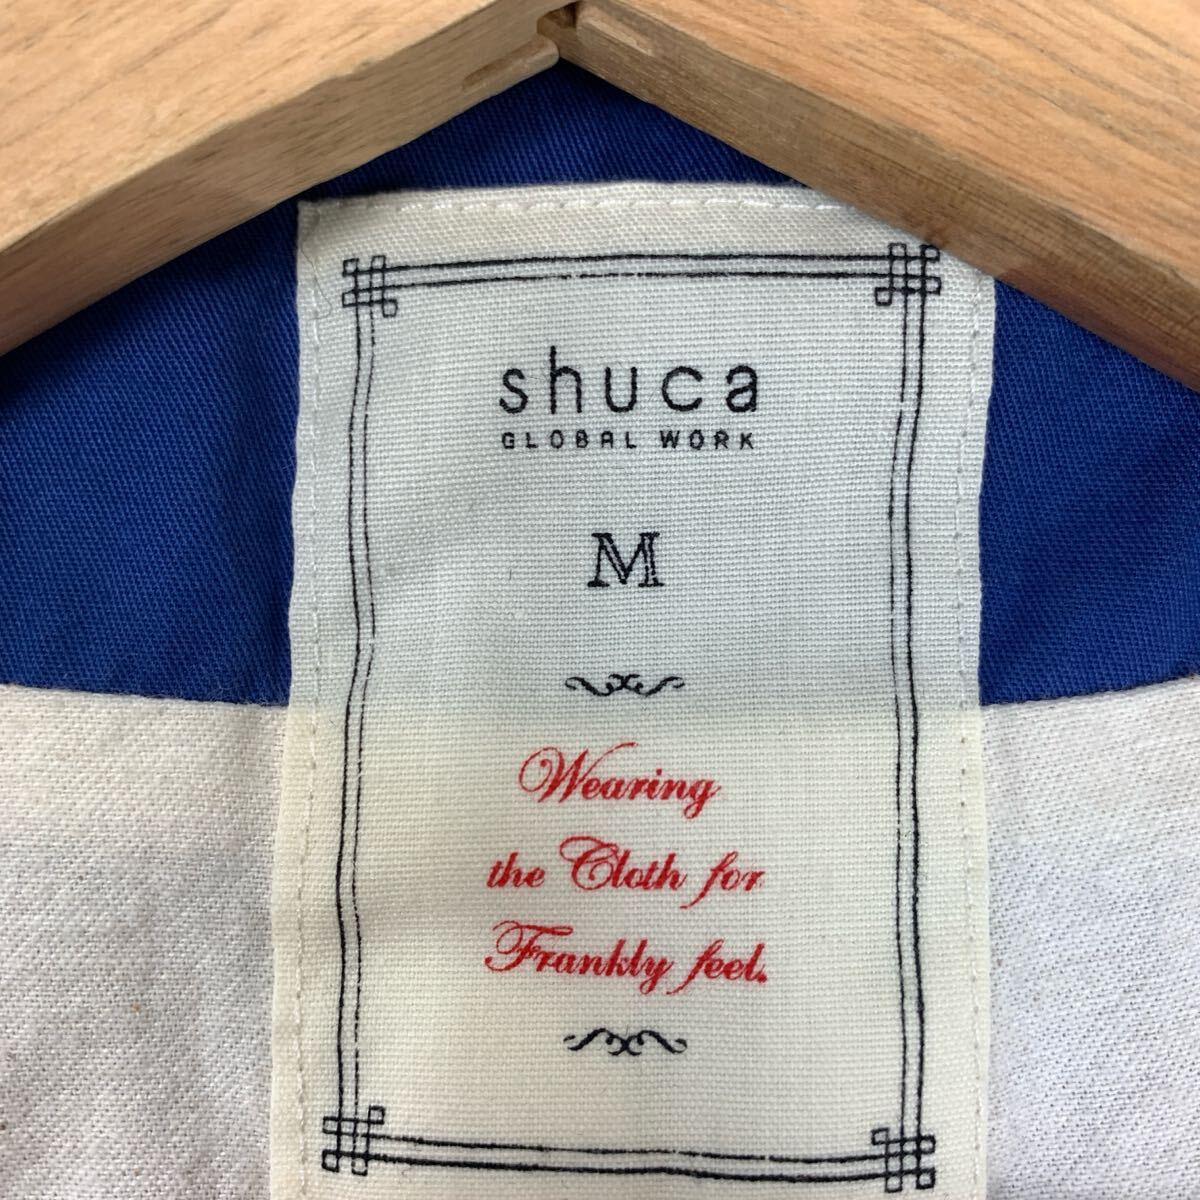 shuca
GLOBAL WORK
M
Wearing
the Cloth for
Frankly feel.